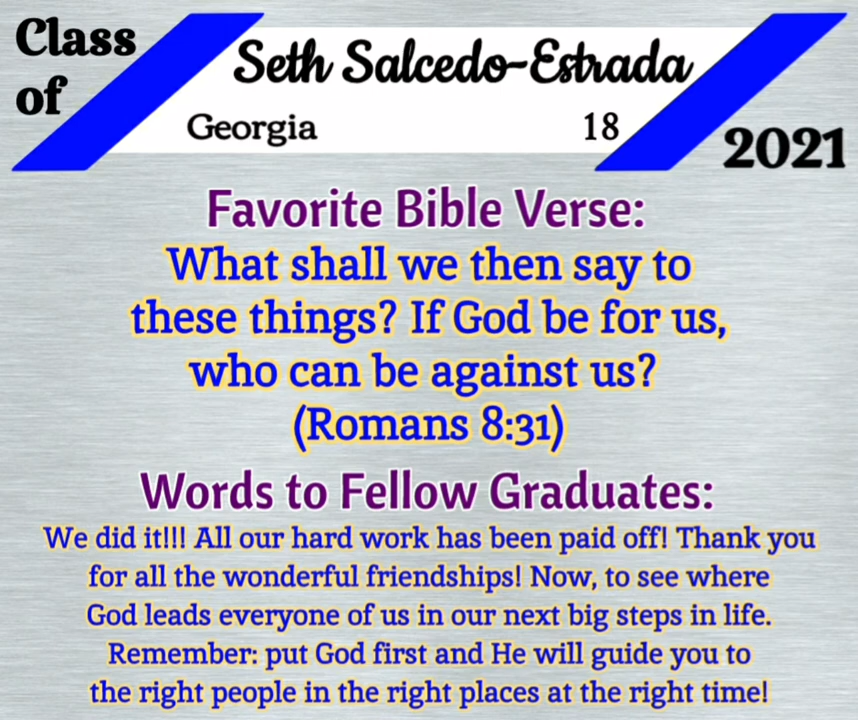 Class
of
Seth Salcedo-Estrada
Georgia 18
2021
Favorite Bible Verse:
What shall we then say to
these things? If God be for us,
who can be against us?
(Romans 8:31)
Words to Fellow Graduates:
We did it!!! All our hard work has been paid off! Thank you
for all the wonderful friendships! Now, to see where
God leads everyone of us in our next big steps in life.
Remember: put God first and He will guide you to
the right people in the right places at the right time!